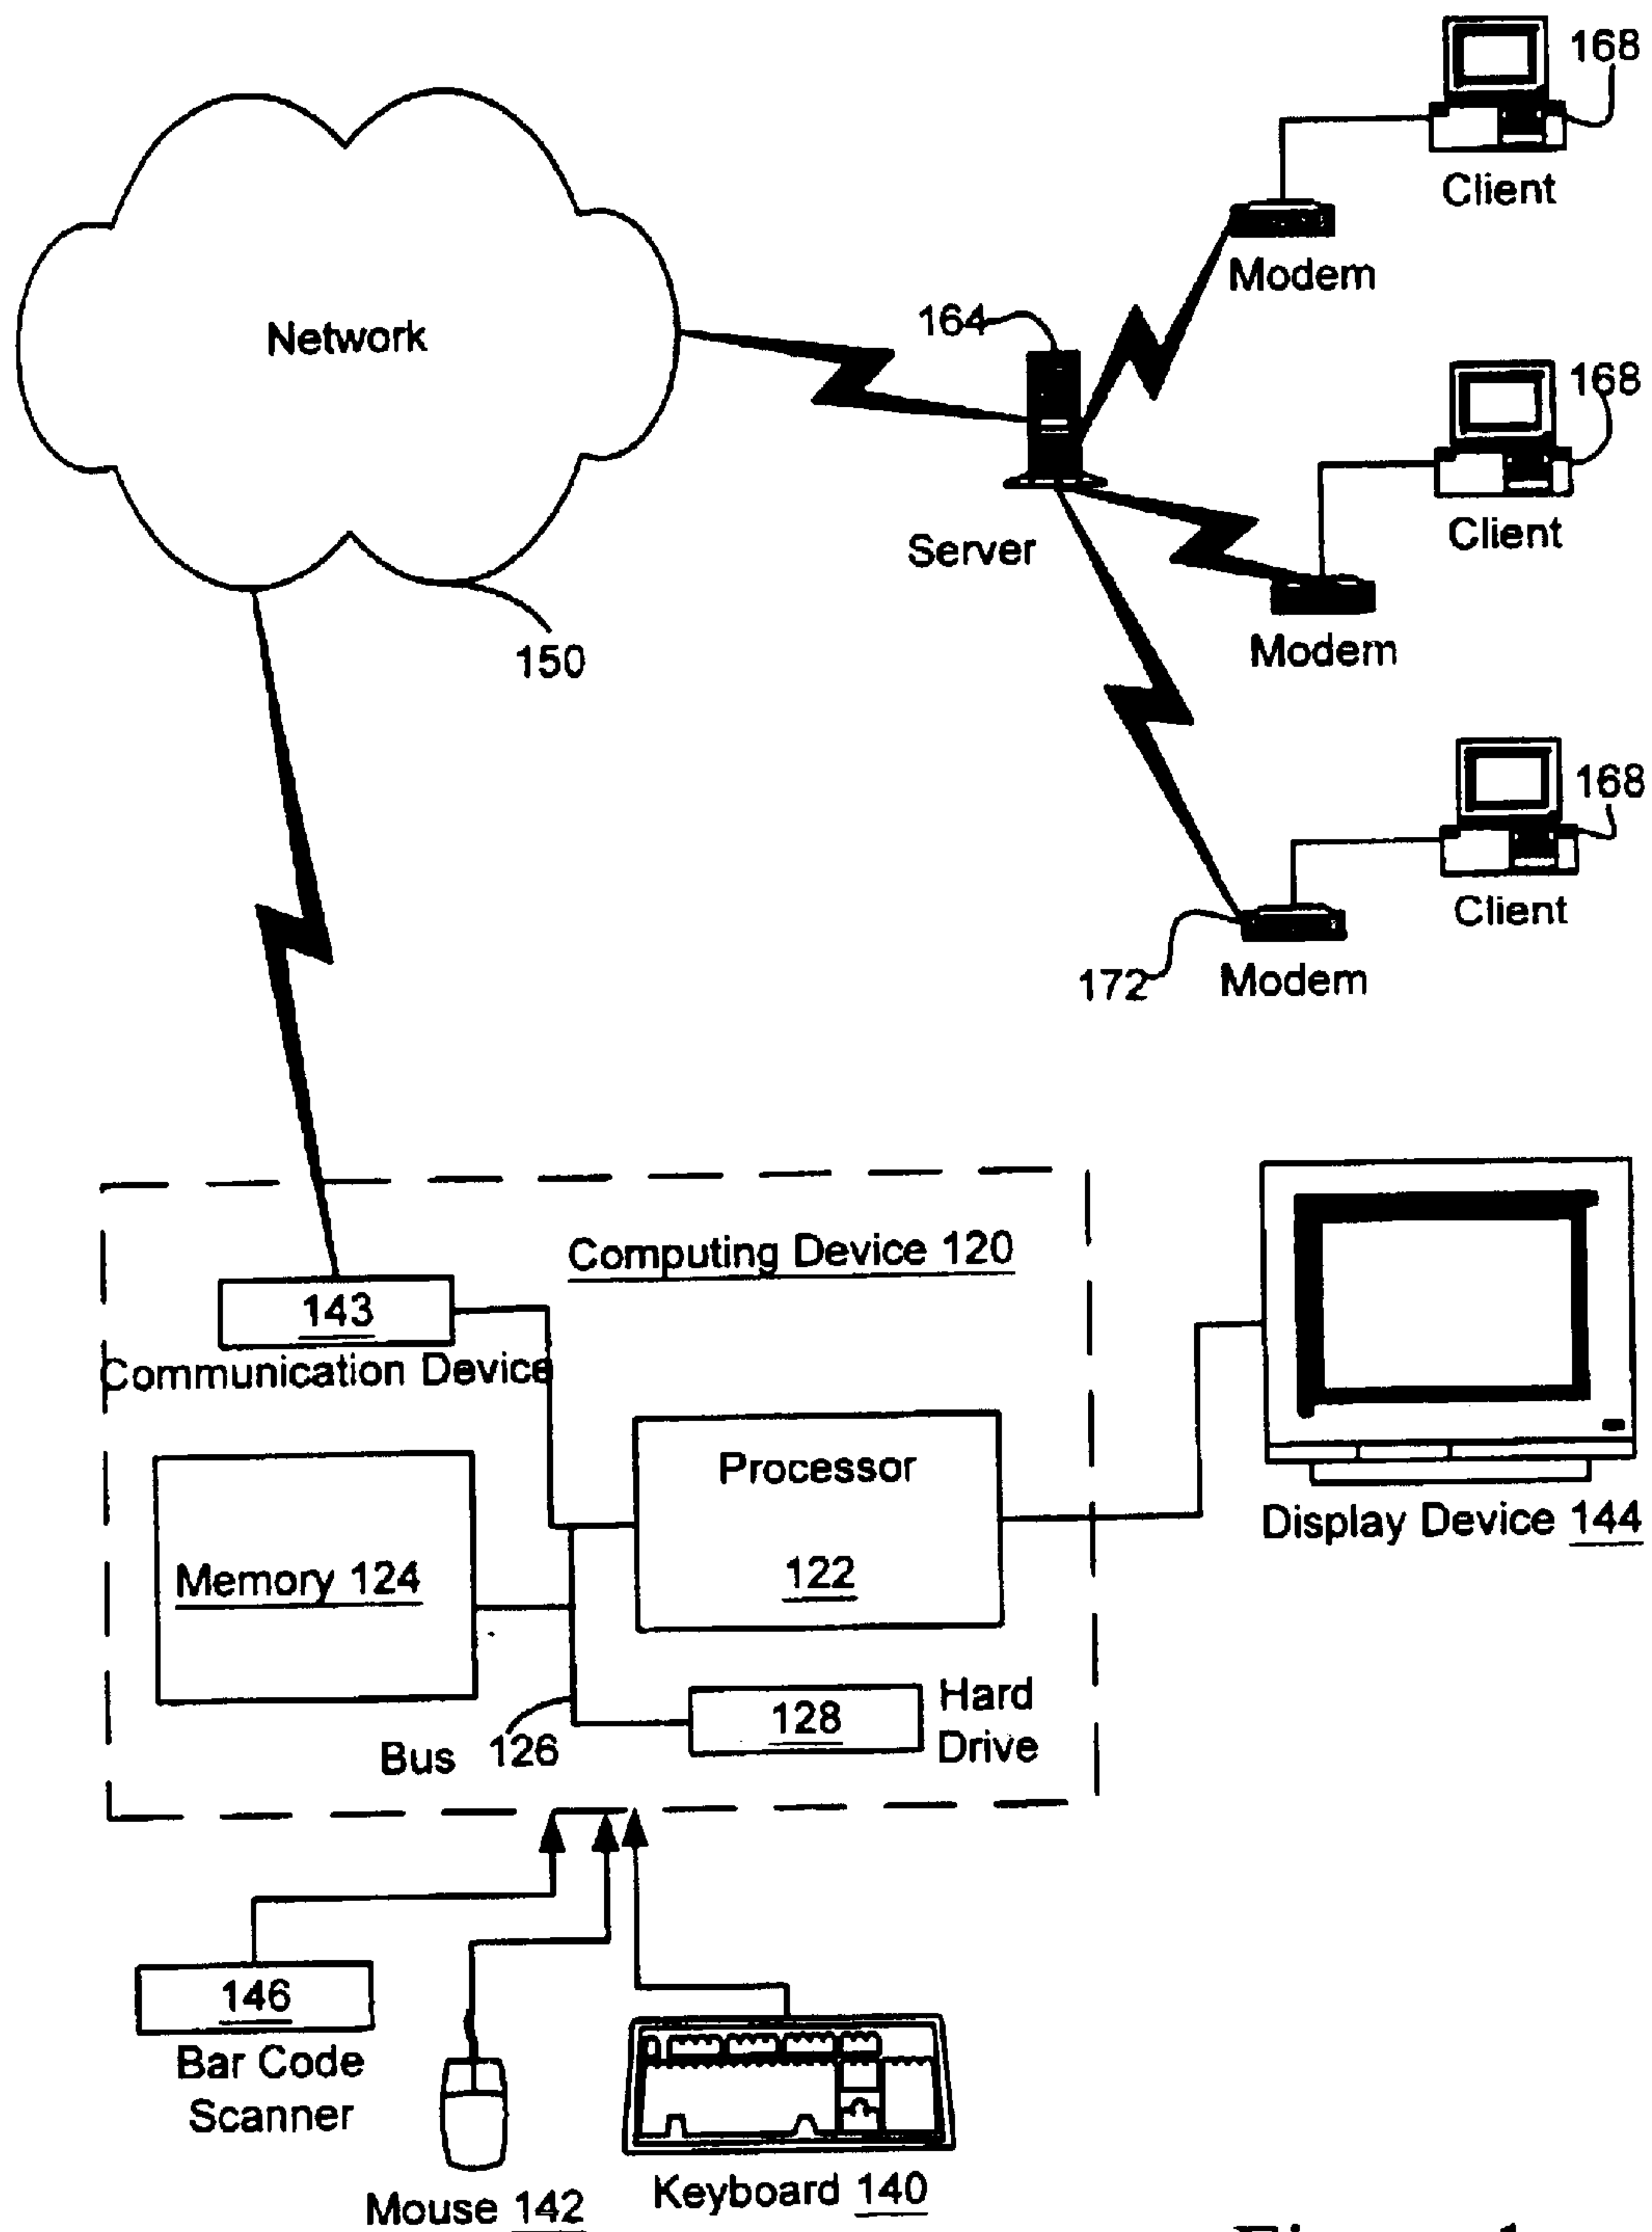 168
Client
Modem
Network
164
168
Client
Server
Modem
150
168
Client
172
Modem
Computing Device 120
143
Communication Device
Processor
122
Memory 124
Display Device 144
128
Hard
Drive
Bus
126
146
Bar Code
Scanner
Mouse 142
Keyboard 140